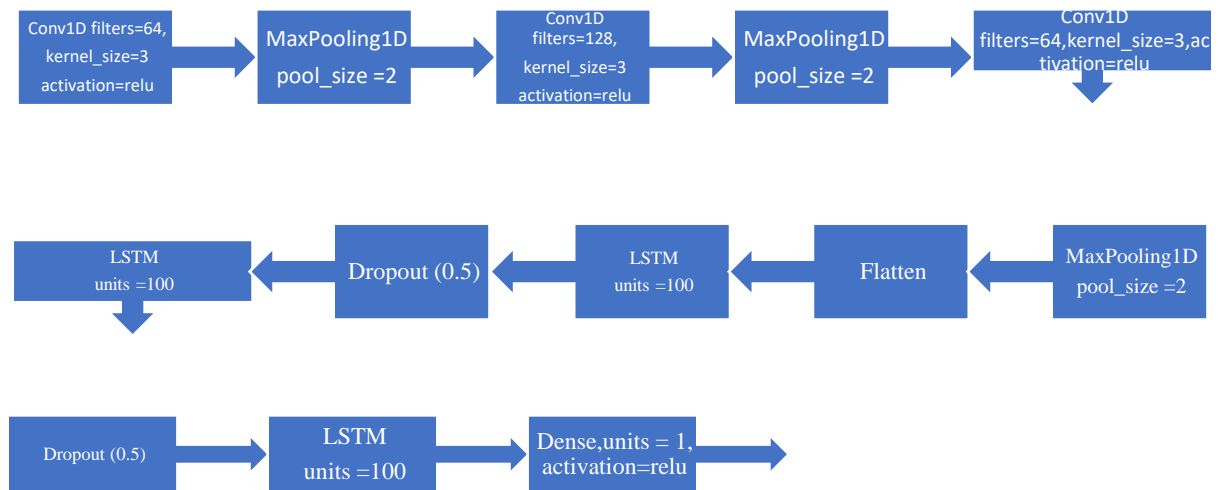 Conv1D filters=64,
kernel_size=3
activation=relu
MaxPooling1D
pool_size =2
Conv1D
filters=128,
kernel_size=3
activation=relu
MaxPooling1D
pool_size =2
Conv1D
filters=64,kernel_size=3,ac
tivation=relu
MaxPooling1D
pool_size =2
Flatten
LSTM
units =100
Dropout (0.5)
LSTM
units =100
Dropout (0.5)
LSTM
units =100
Dense,units = 1,
activation=relu